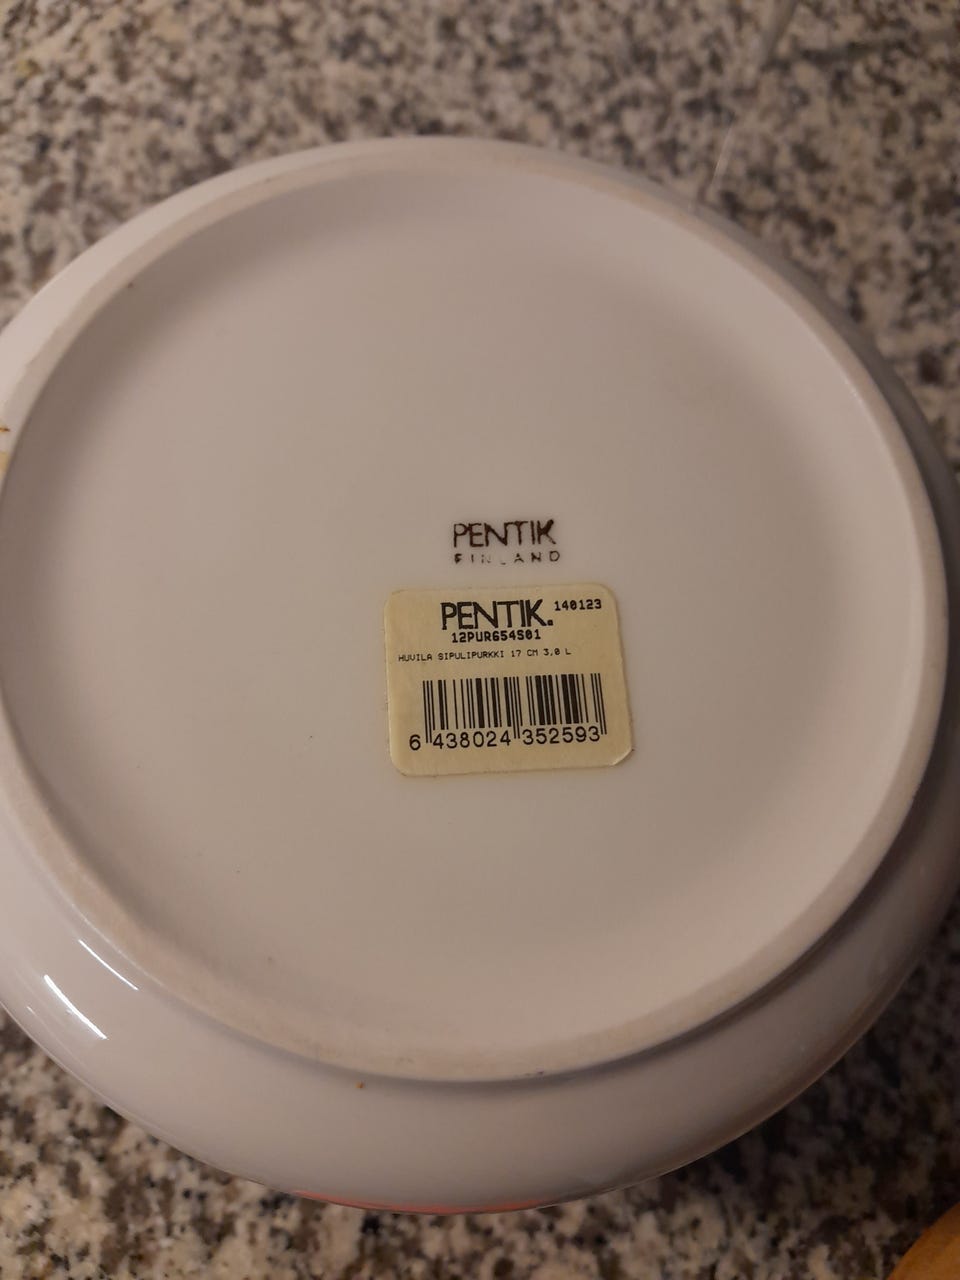 PENTIK
FINLAND
PENTIK. 140123
12PUR654S01
HUVILA SIPULIPURKKI 17 CM 3,0 L
6 438024 352593